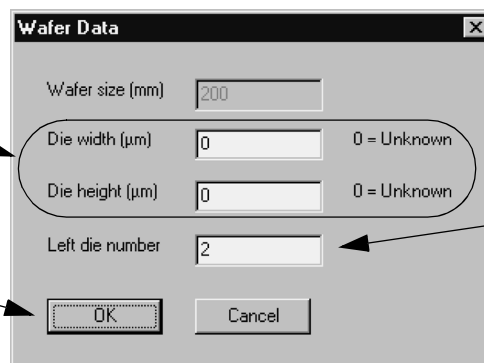 Wafer Data
Wafer size (mm) 200
Die width (µm) 0 0 = Unknown
Die height (µm) 0 0 = Unknown
Left die number 2
OK Cancel